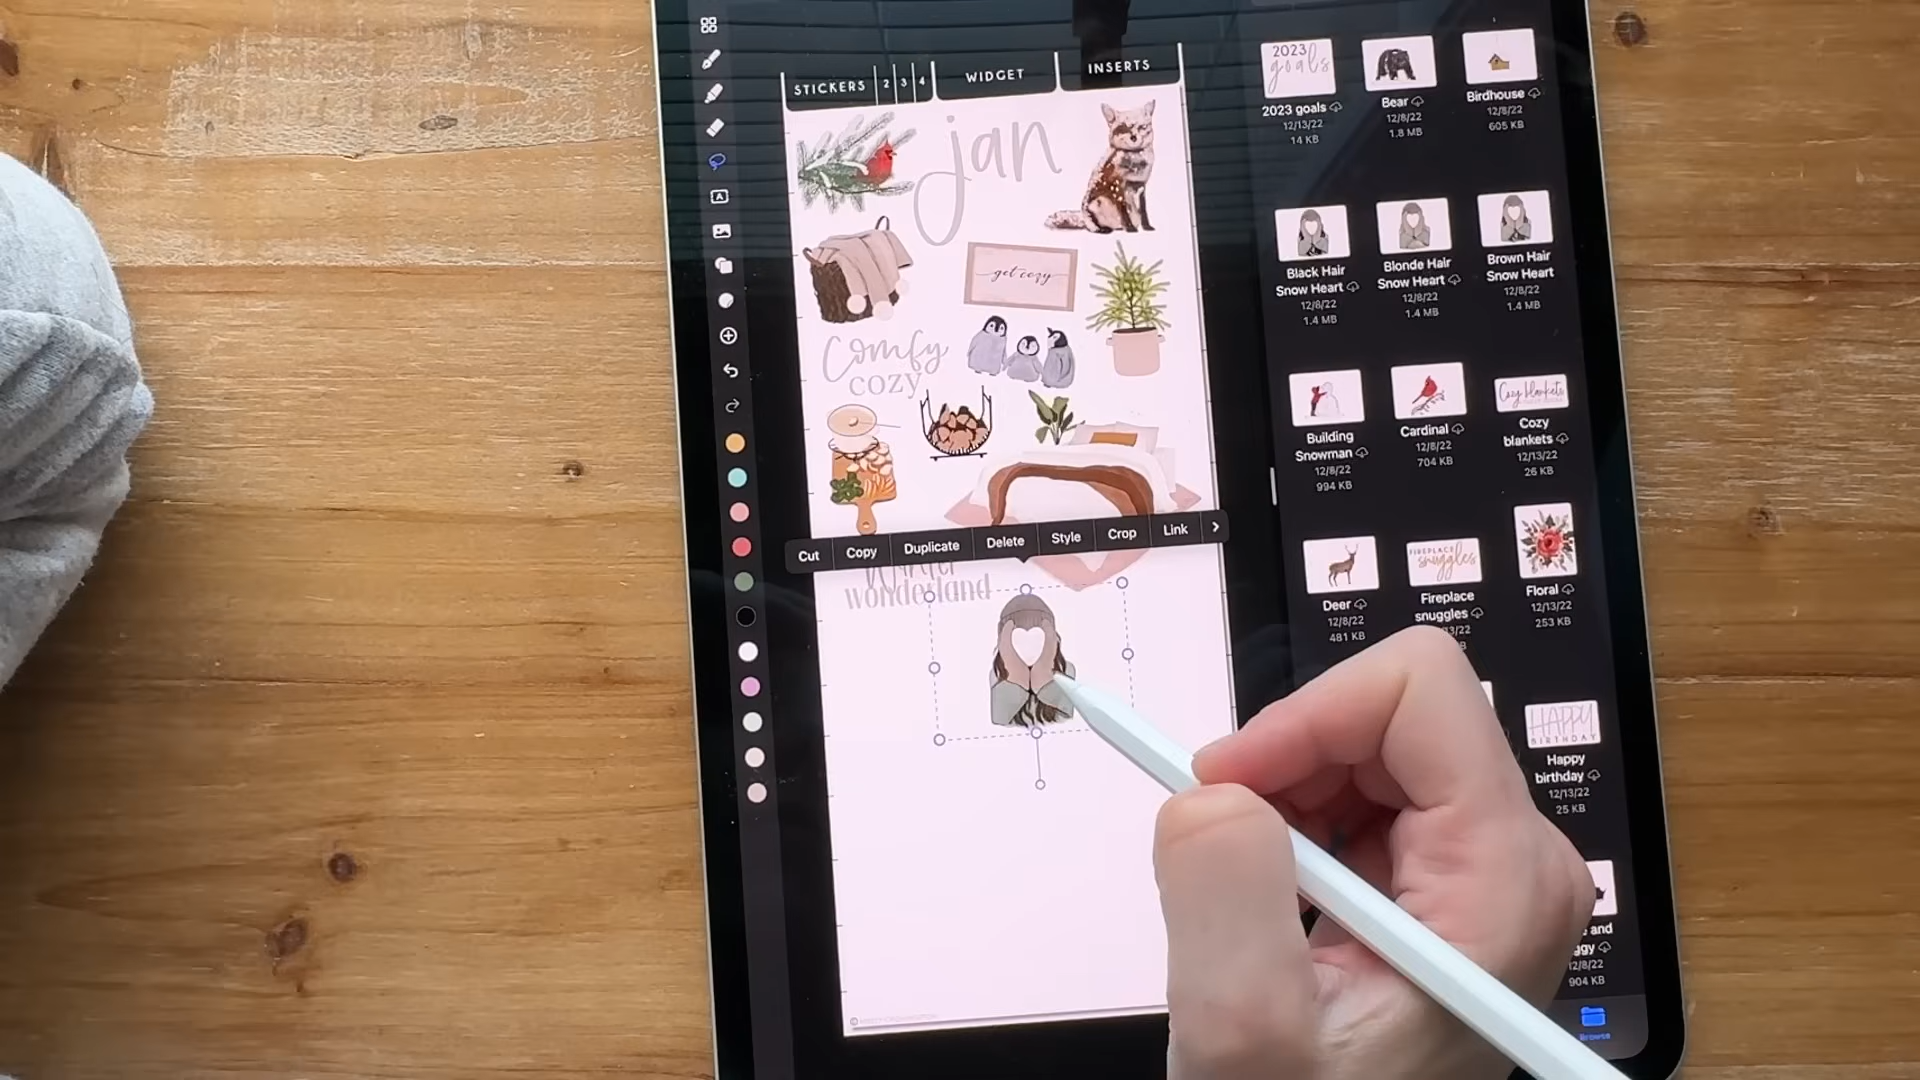 STICKERS 2 3 4 WIDGET INSERTS
jan
get cozy
Comfy
cozy
Cut Copy Duplicate Delete Style Crop Link
Winter
wonderland
2023
goals
2023 goals
12/13/22
14 KB
Bear
12/8/22
1.8 MB
Birdhouse
12/8/22
605 KB
Black Hair
Snow Heart
12/8/22
1.4 MB
Blonde Hair
Snow Heart
12/8/22
1.4 MB
Brown Hair
Snow Heart
12/8/22
1.4 MB
Building
Snowman
12/8/22
994 KB
Cardinal
12/8/22
704 KB
Cozy blankets
Cozy
blankets
12/13/22
26 KB
Deer
12/8/22
481 KB
FIREPLACE
snuggles
Fireplace
snuggles
Floral
12/13/22
253 KB
HAPPY
BIRTHDAY
Happy
birthday
12/13/22
25 KB
and
12/8/22
904 KB
Browse